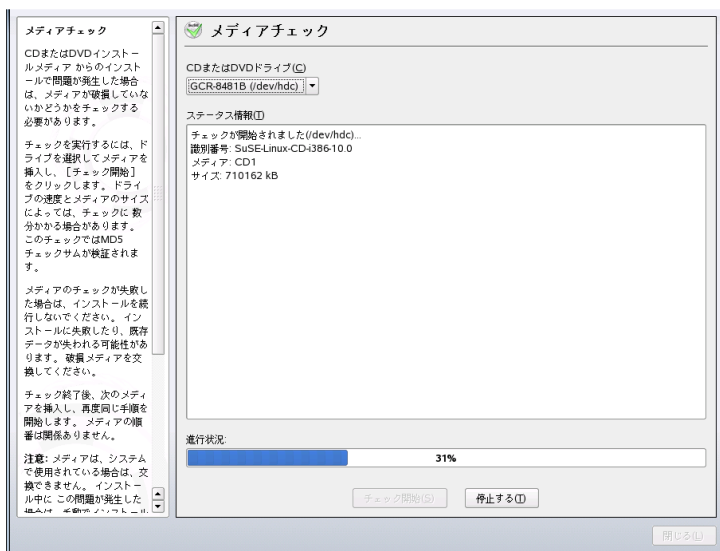 メディアチェック
CDまたはDVDインストー
ルメディア からのインスト
ールで問題が発生した場合
は、メディアが破損していな
いかどうかをチェックする
必要があります。
チェックを実行するには、ド
ライブを選択してメディアを
挿入し、[チェック開始]
をクリックします。ドライ
ブの速度とメディアのサイズ
によっては、チェックに 数
分かかる場合があります。
このチェックではMD5
チェックサムが検証されま
す。
メディアのチェックが失敗し
た場合は、インストールを続
行しないでください。 イン
ストールに失敗したり、既存
データが失われる可能性があ
ります。 破損メディアを交
換してください。
チェック終了後、次のメディ
アを挿入し、再度同じ手順を
開始します。 メディアの順
番は関係ありません。
注意: メディアは、システム
で使用されている場合は、交
換できません。 インストー
ル中に この問題が発生した
場合は、手動でインストール
メディアチェック
CDまたはDVDドライブ(C)
GCR-8481B (/dev/hdc)
ステータス情報(T)
チェックが開始されました(/dev/hdc)...
識別番号: SuSE-Linux-CD-i386-10.0
メディア: CD1
サイズ: 710162 kB
進行状況:
31%
チェック開始(S)
停止する(T)
閉じる(L)